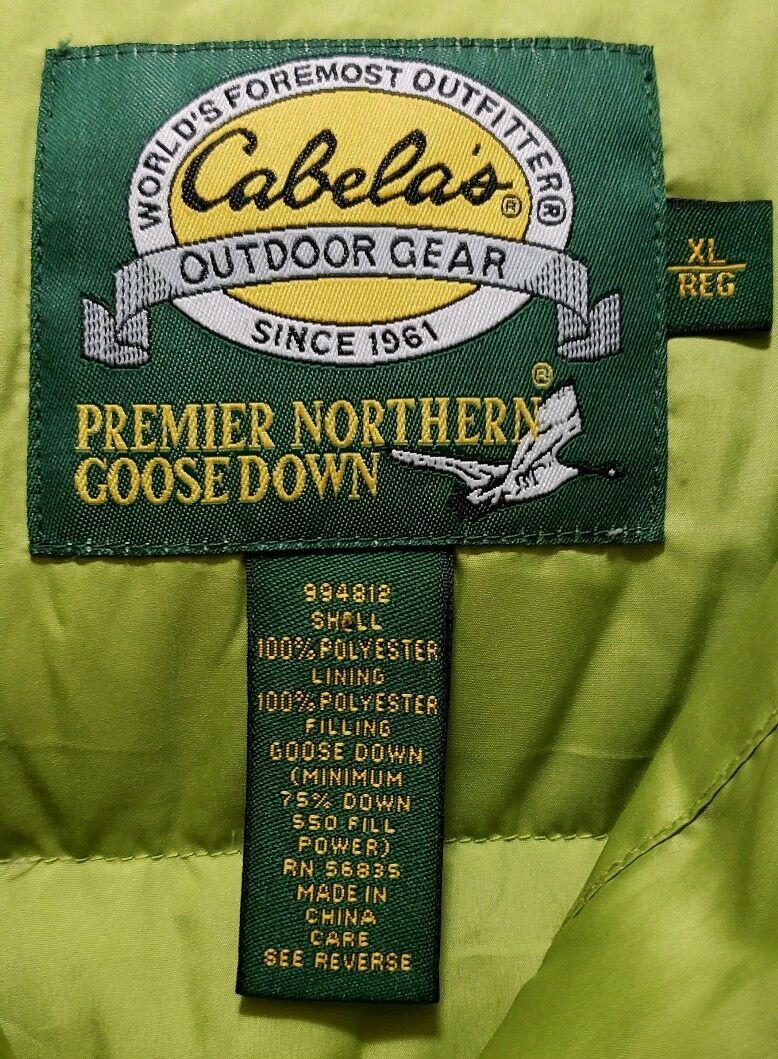 WORLD'S FOREMOST OUTFITTER®
Cabela's®
OUTDOOR GEAR
SINCE 1961
PREMIER NORTHERN®
GOOSE DOWN
XL
REG
994812
SHELL
100% POLYESTER
LINING
100% POLYESTER
FILLING
GOOSE DOWN
(MINIMUM
75% DOWN
550 FILL
POWER)
RN 56835
MADE IN
CHINA
CARE
SEE REVERSE